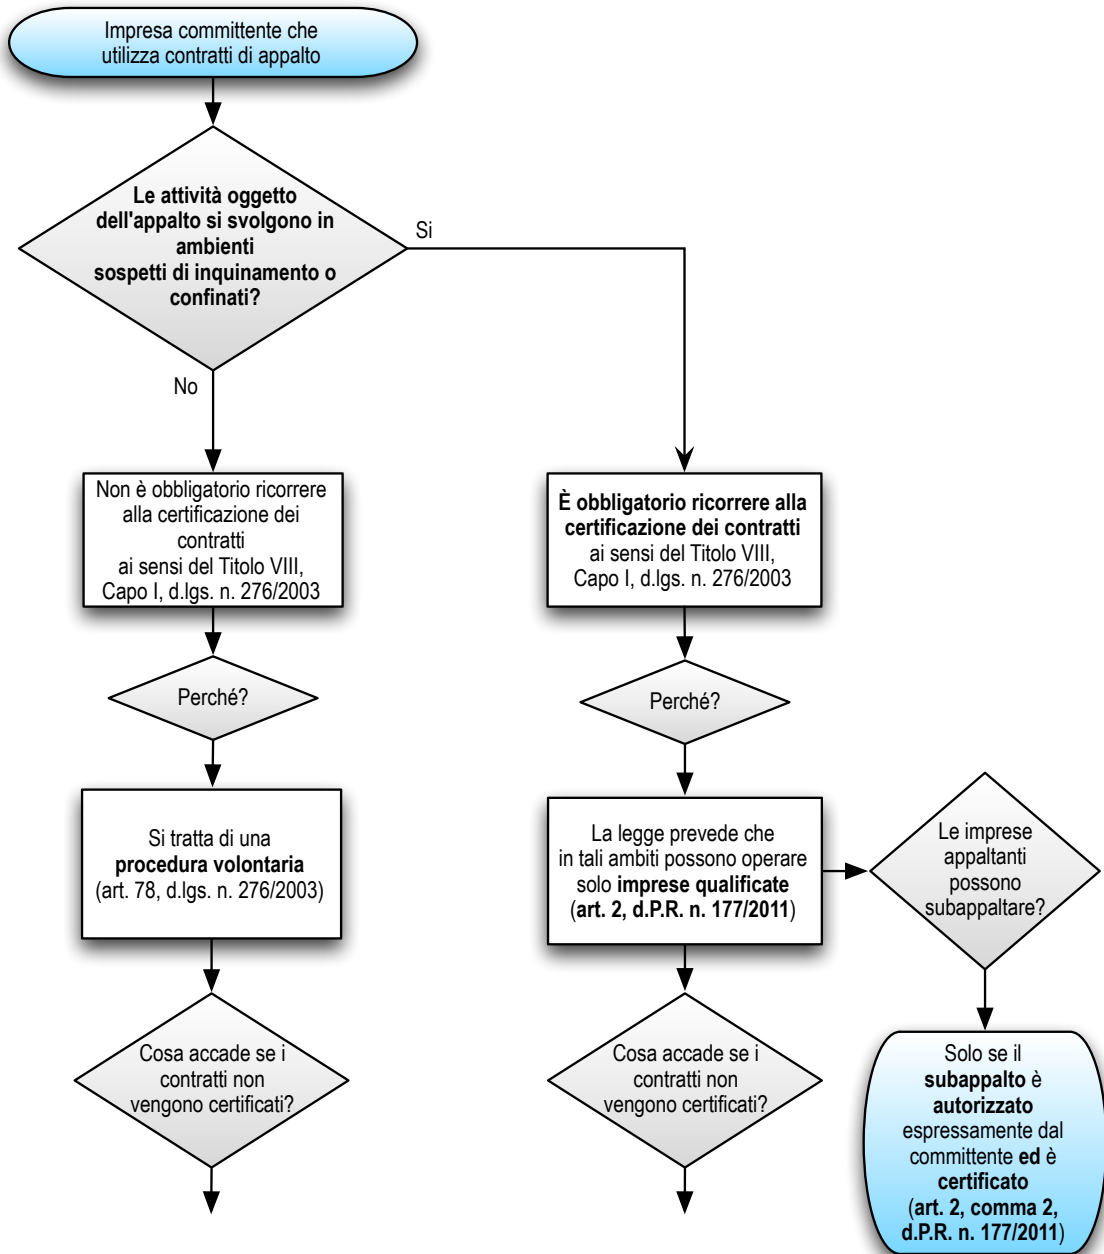 Impresa committente che
utilizza contratti di appalto
Le attività oggetto
dell'appalto si svolgono in
ambienti
sospetti di inquinamento o
confinati?
Si
No
Non è obbligatorio ricorrere
alla certificazione dei
contratti
ai sensi del Titolo VIII,
Capo I, d.lgs. n. 276/2003
È obbligatorio ricorrere alla
certificazione dei contratti
ai sensi del Titolo VIII,
Capo I, d.lgs. n. 276/2003
Perché?
Perché?
Si tratta di una
procedura volontaria
(art. 78, d.lgs. n. 276/2003)
La legge prevede che
in tali ambiti possono operare
solo imprese qualificate
(art. 2, d.P.R. n. 177/2011)
Le imprese
appaltanti
possono
subappaltare?
Cosa accade se i
contratti non
vengono certificati?
Cosa accade se i
contratti non
vengono certificati?
Solo se il
subappalto è
autorizzato
espressamente dal
committente ed è
certificato
(art. 2, comma 2,
d.P.R. n. 177/2011)